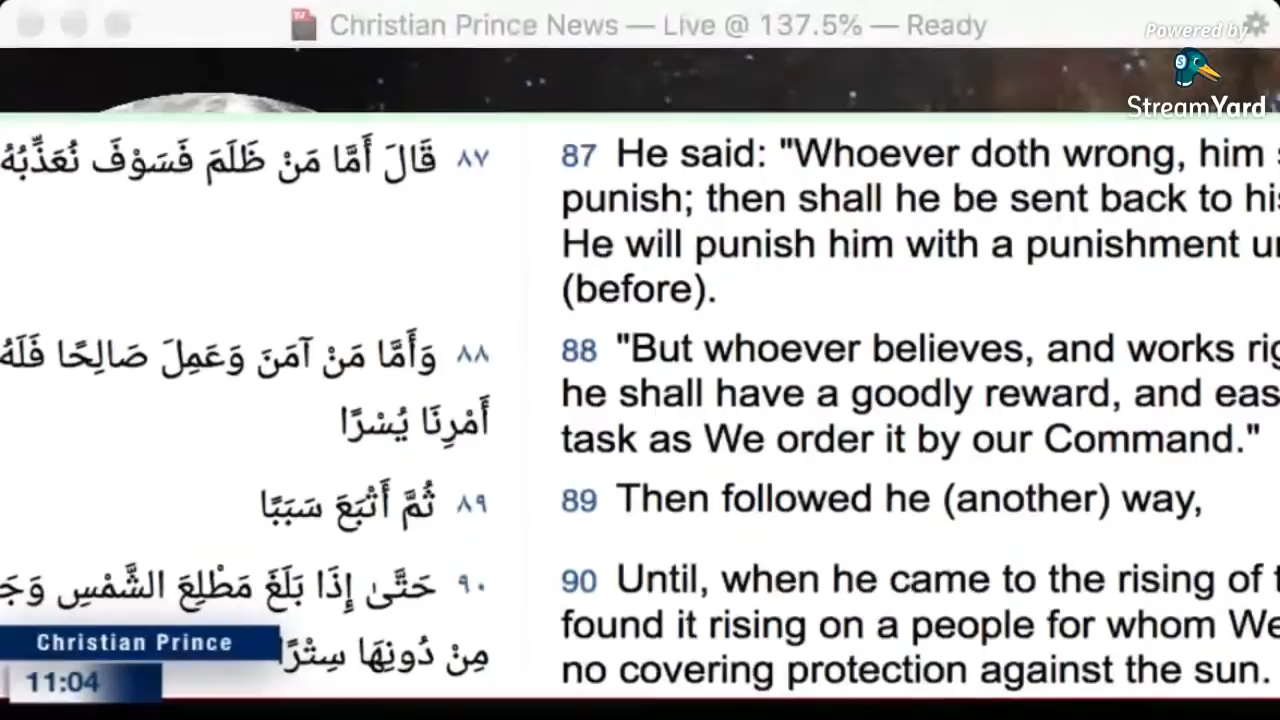 Christian Prince News — Live @ 137.5% — Ready
Powered by
StreamYard
٨٧ قَالَ أَمَّا مَنْ ظَلَمَ فَسَوْفَ نُعَذِّبُهُ
87 He said: "Whoever doth wrong, him
punish; then shall he be sent back to his
He will punish him with a punishment
(before).
٨٨ وَأَمَّا مَنْ آمَنَ وَعَمِلَ صَالِحًا فَلَهُ
أَمْرِنَا يُسْرًا
88 "But whoever believes, and works
he shall have a goodly reward, and
task as We order it by our Command."
٨٩ ثُمَّ أَتْبَعَ سَبَبًا
89 Then followed he (another) way,
٩٠ حَتَّىٰ إِذَا بَلَغَ مَطْلِعَ الشَّمْسِ
مِنْ دُونِهَا سِتْرًا
90 Until, when he came to the rising of
found it rising on a people for whom We
no covering protection against the sun.
Christian Prince
11:04